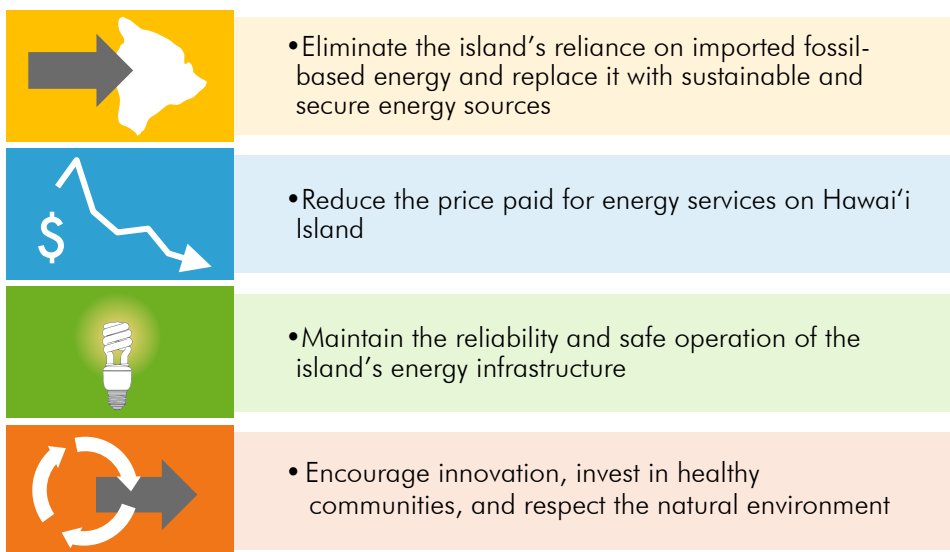 •Eliminate the island’s reliance on imported fossil-
based energy and replace it with sustainable and
secure energy sources
$
•Reduce the price paid for energy services on Hawai‘i
Island
•Maintain the reliability and safe operation of the
island’s energy infrastructure
• Encourage innovation, invest in healthy
communities, and respect the natural environment